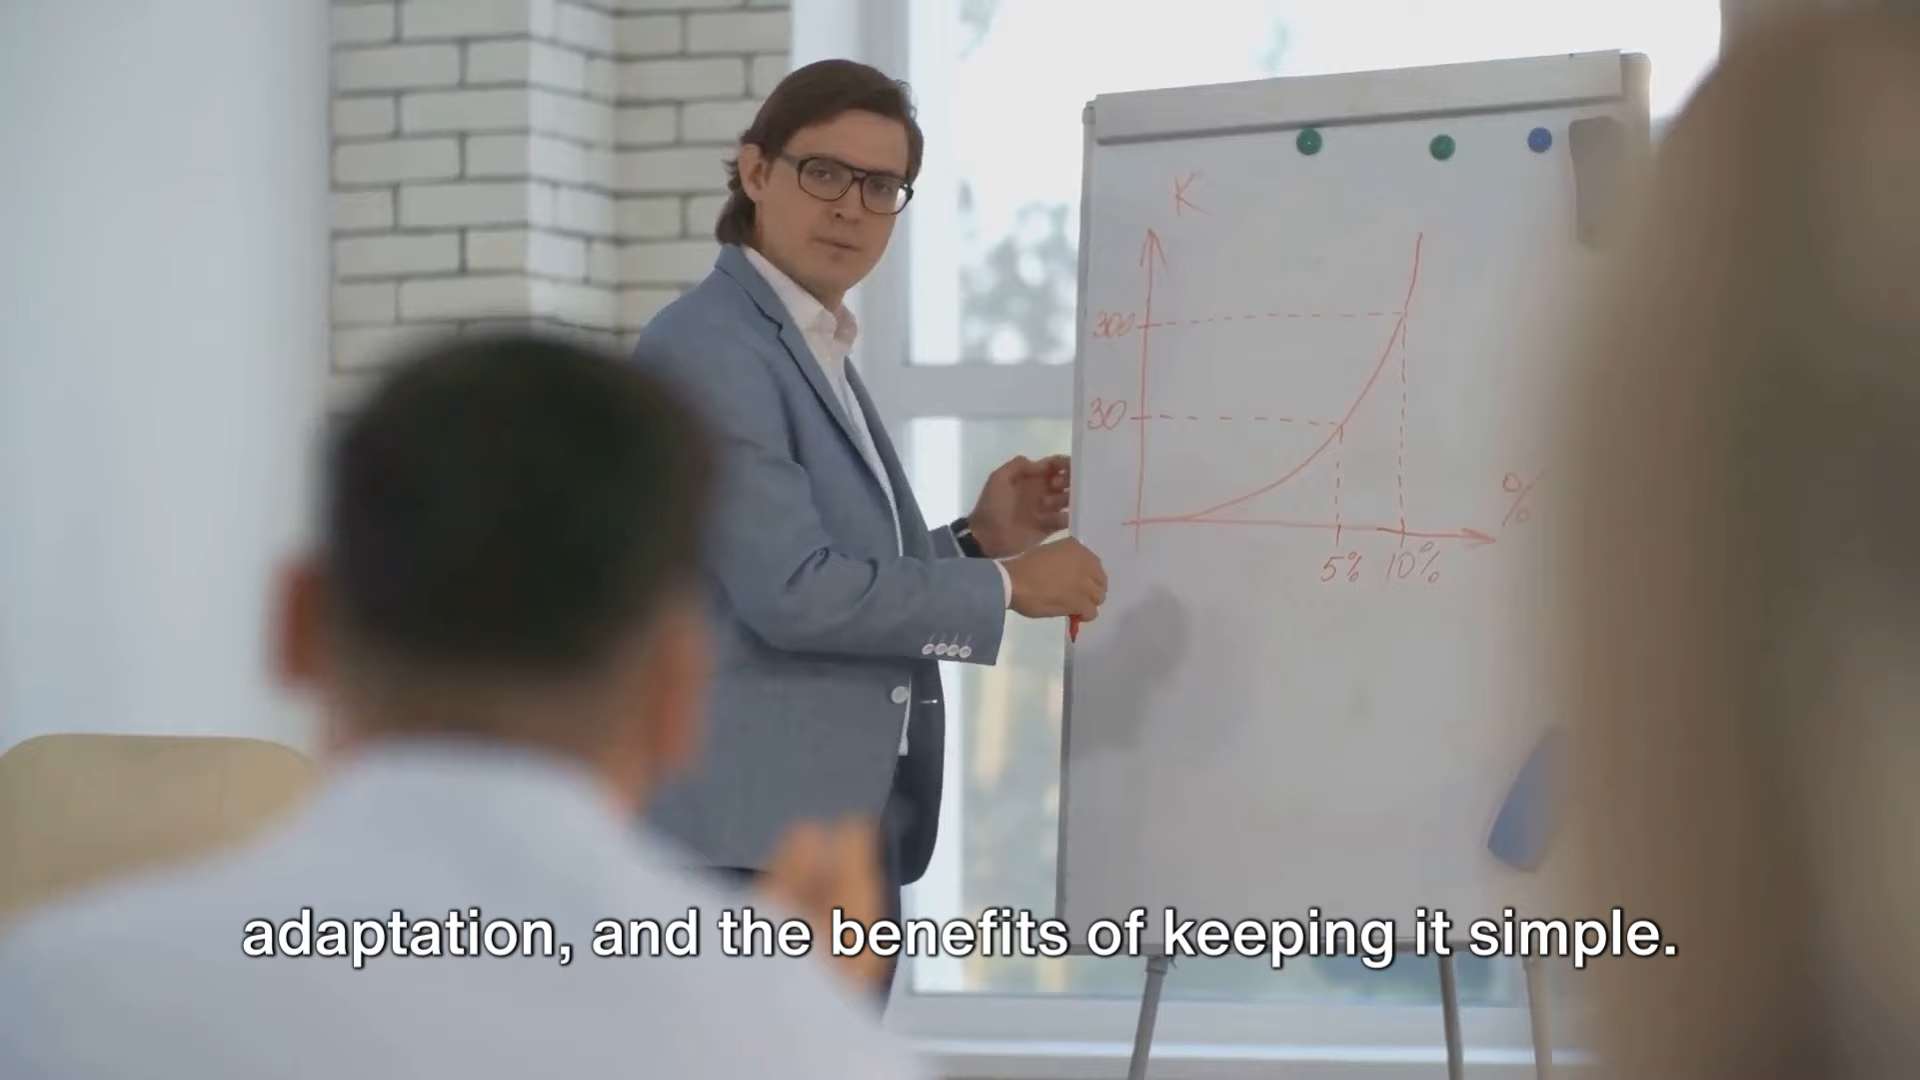 K
300
30
%
5% 10%
adaptation, and the benefits of keeping it simple.